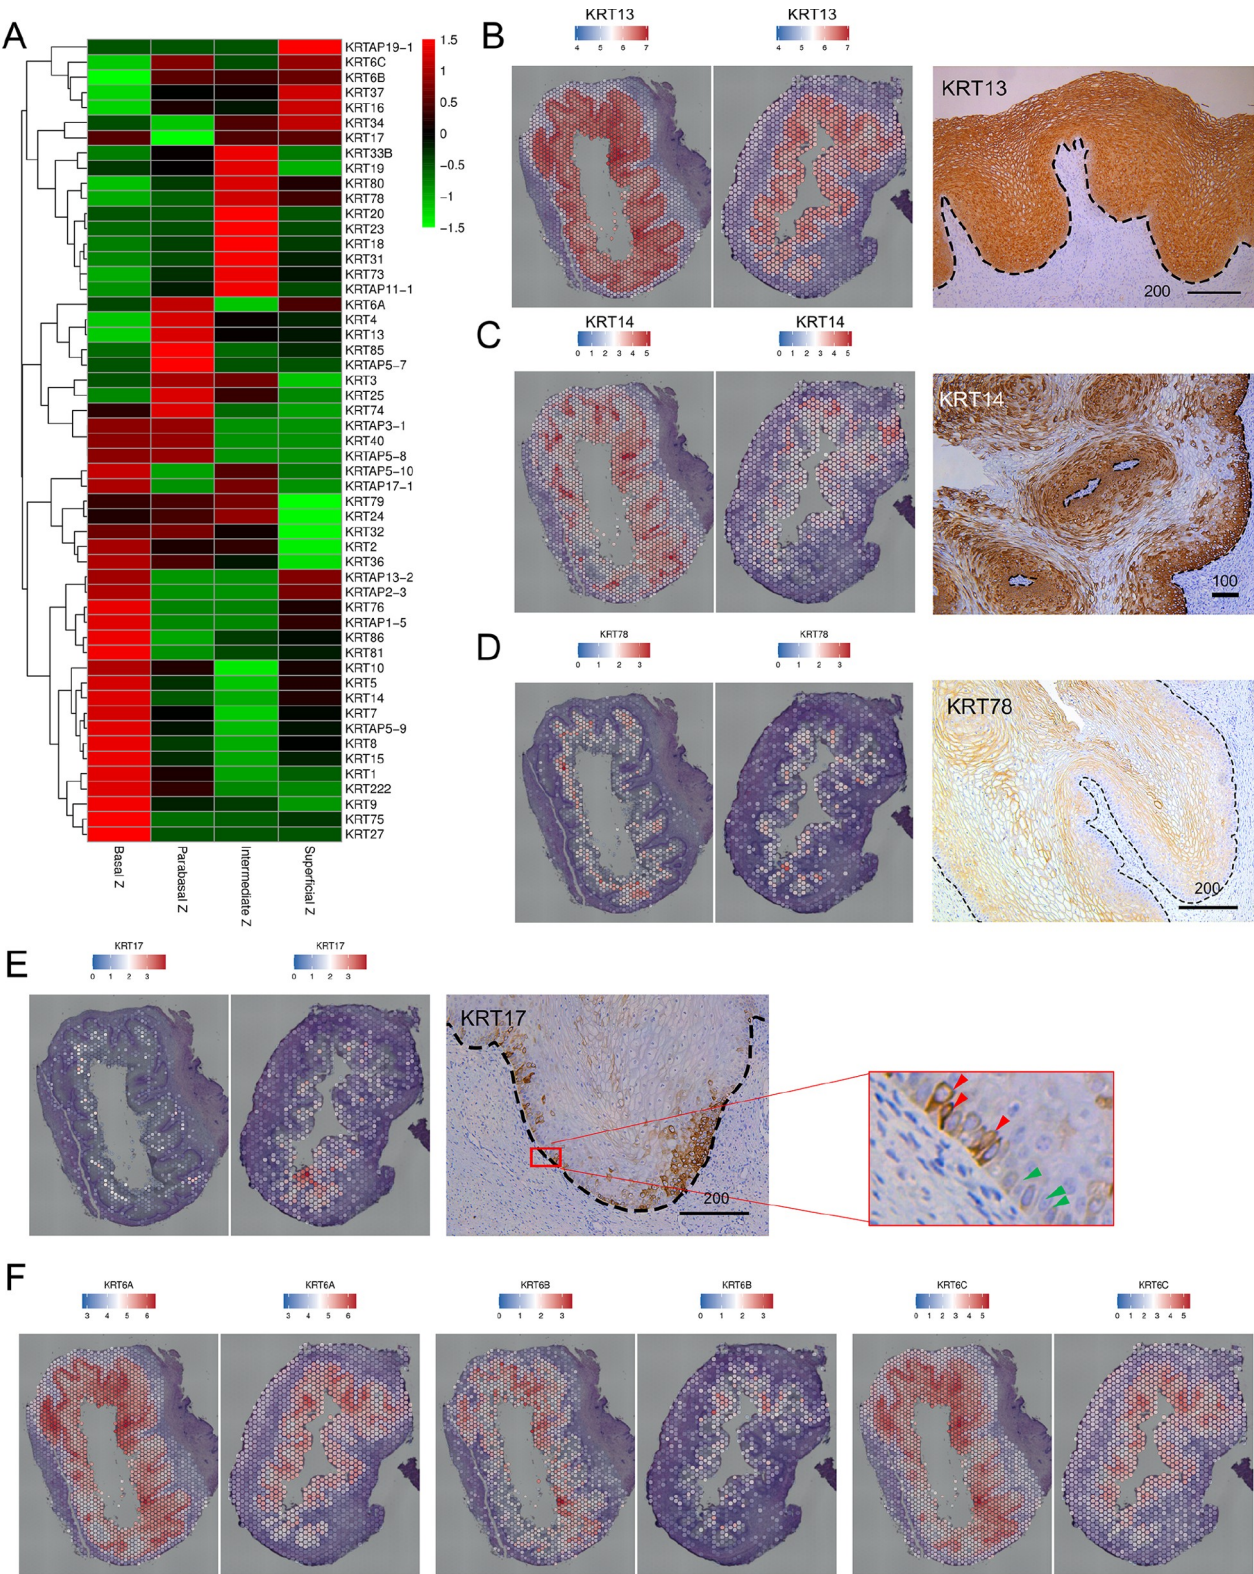 A
KRTAP19-1
KRT6C
KRT6B
KRT37
KRT16
KRT34
KRT17
KRT33B
KRT19
KRT80
KRT78
KRT20
KRT23
KRT18
KRT31
KRT73
KRTAP11-1
KRT6A
KRT4
KRT13
KRT85
KRTAP5-7
KRT3
KRT25
KRT74
KRTAP3-1
KRT40
KRTAP5-8
KRTAP5-10
KRTAP17-1
KRT79
KRT24
KRT32
KRT2
KRT36
KRTAP13-2
KRTAP2-3
KRT76
KRTAP1-5
KRT86
KRT81
KRT10
KRT5
KRT14
KRT7
KRTAP5-9
KRT8
KRT15
KRT1
KRT222
KRT9
KRT75
KRT27
1.5
1
0.5
0
-0.5
-1
-1.5
Basal Z
Parabasal Z
Intermediate Z
Superficial Z
B
KRT13
4 5 6 7
KRT13
4 5 6 7
KRT13
200
C
KRT14
0 1 2 3 4 5
KRT14
0 1 2 3 4 5
KRT14
100
D
KRT78
0 1 2 3
KRT78
0 1 2 3
KRT78
200
E
KRT17
0 1 2 3
KRT17
0 1 2 3
KRT17
200
F
KRT6A
3 4 5 6
KRT6A
3 4 5 6
KRT6B
0 1 2 3
KRT6B
0 1 2 3
KRT6C
0 1 2 3 4 5
KRT6C
0 1 2 3 4 5